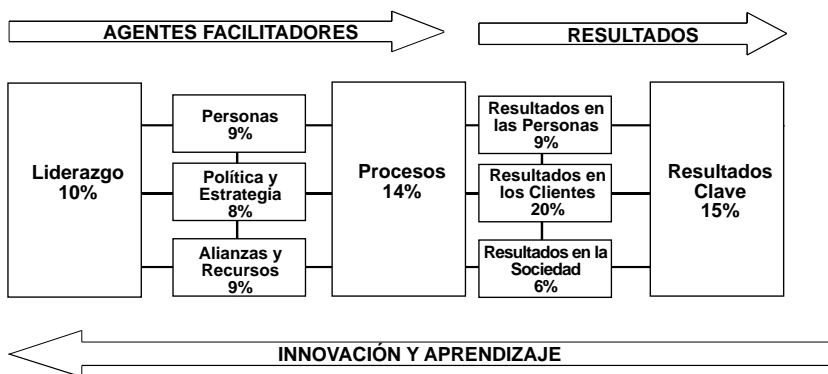 AGENTES FACILITADORES
RESULTADOS
Liderazgo
10%
Personas
9%
Política y
Estrategia
8%
Alianzas y
Recursos
9%
Procesos
14%
Resultados en
las Personas
9%
Resultados en
los Clientes
20%
Resultados en la
Sociedad
6%
Resultados
Clave
15%
INNOVACIÓN Y APRENDIZAJE